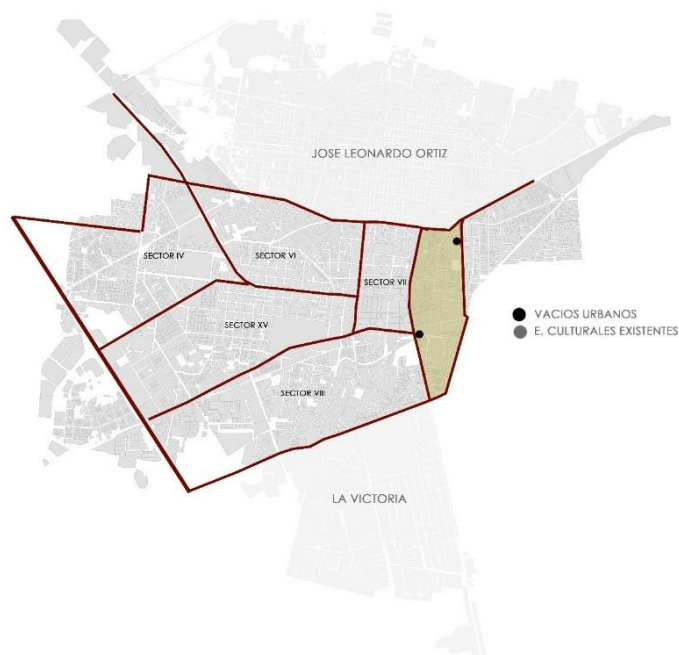 JOSE LEONARDO ORTIZ
SECTOR IV
SECTOR VI
SECTOR VII
SECTOR XV
VACIOS URBANOS
E. CULTURALES EXISTENTES
SECTOR VIII
LA VICTORIA